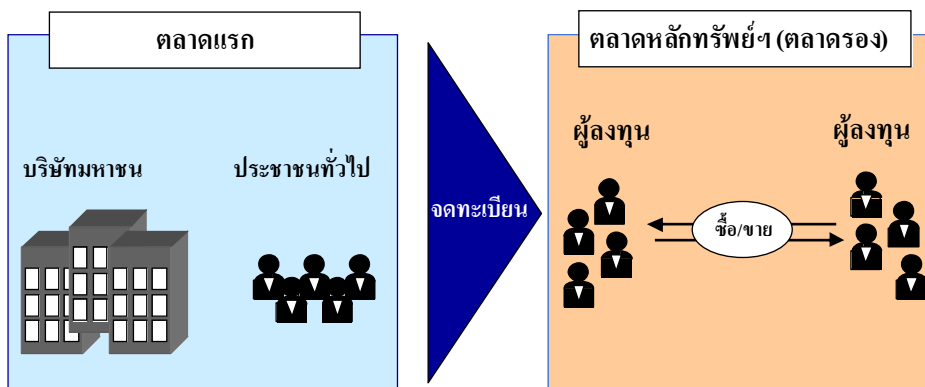 ตลาดแรก
ตลาดหลักทรัพย์ฯ (ตลาดรอง)
บริษัทมหาชน
ประชาชนทั่วไป
จดทะเบียน
ผู้ลงทุน
ผู้ลงทุน
ซื้อ/ขาย